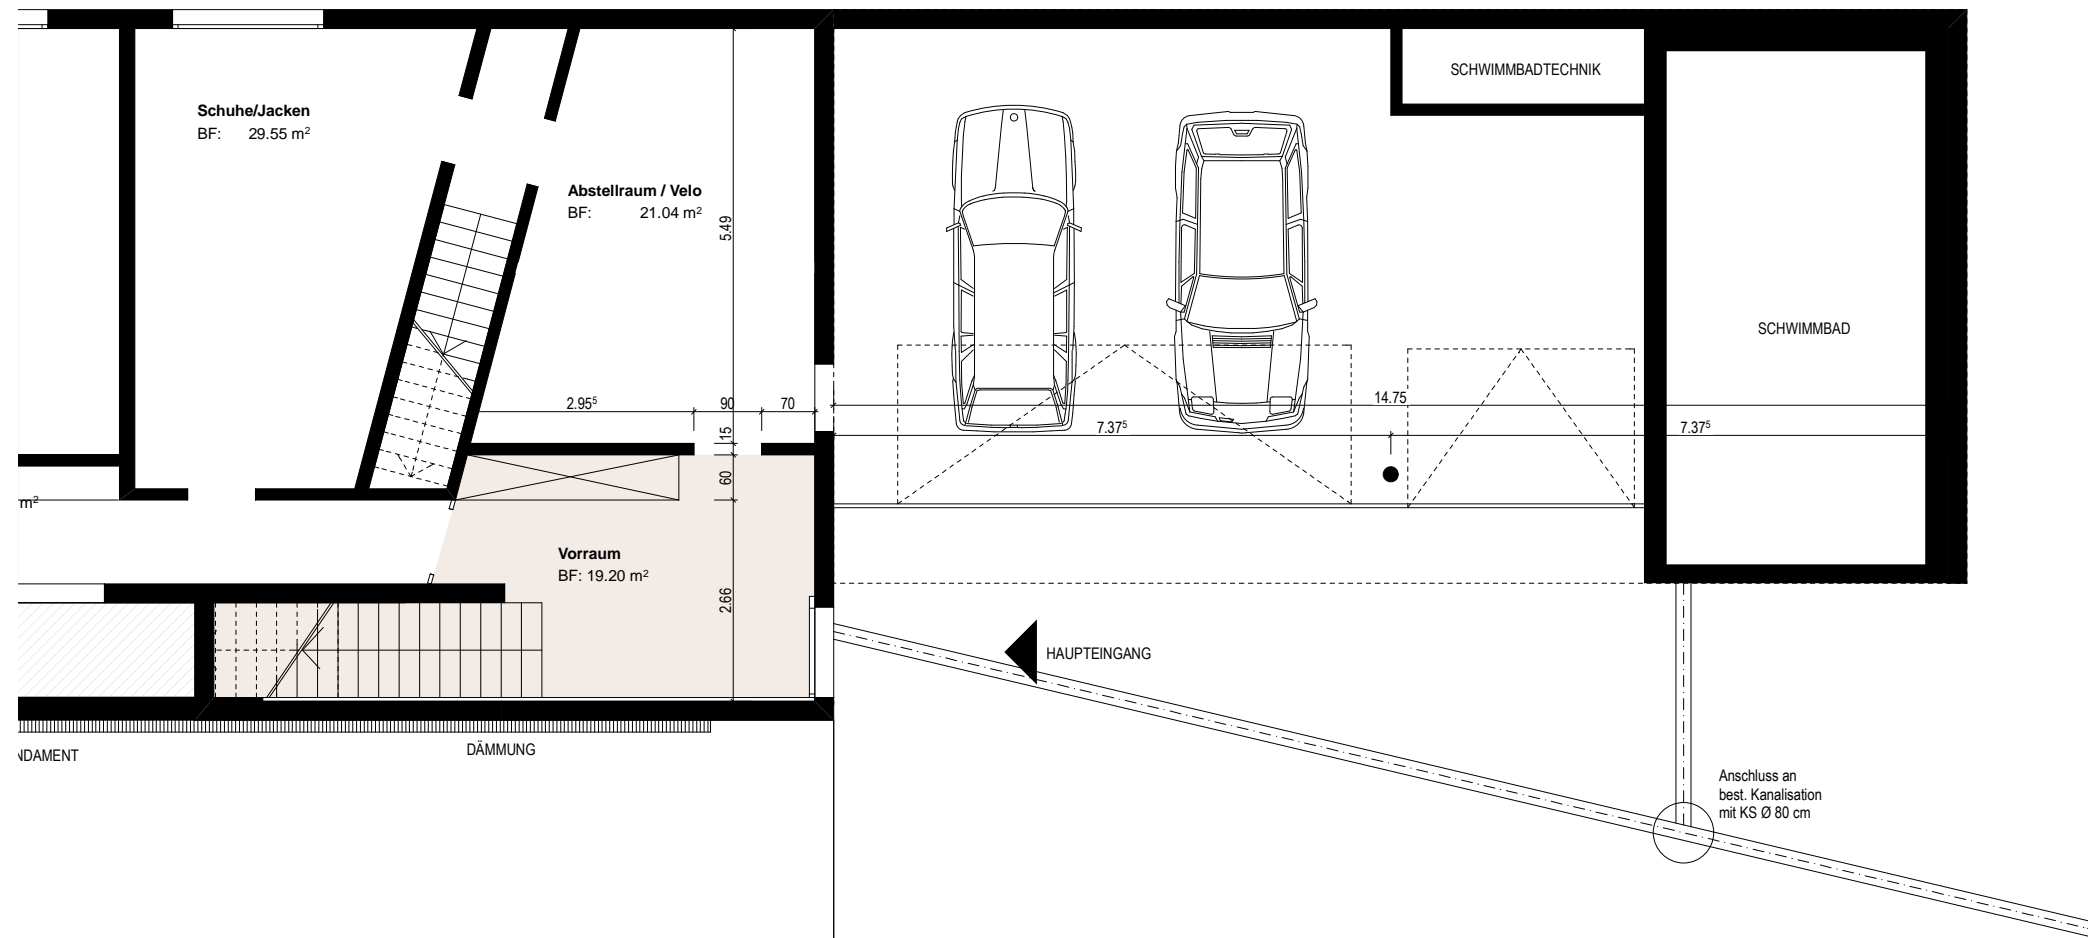 SCHWIMMBADTECHNIK
Schuhe/Jacken
BF: 29.55 m²
Abstellraum / Velo
BF: 21.04 m²
5.49
SCHWIMMBAD
2.95⁵
90
70
14.75
15
7.37⁵
7.37⁵
60
m²
Vorraum
BF: 19.20 m²
2.66
HAUPTEINGANG
NDAMENT
DÄMMUNG
Anschluss an
best. Kanalisation
mit KS Ø 80 cm